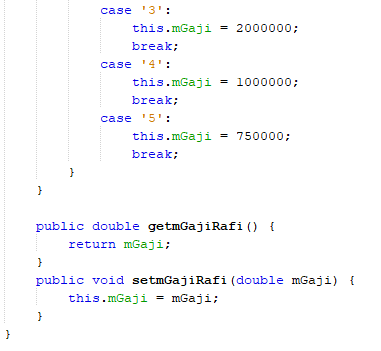 case '3':
this.mGaji = 2000000;
break;
case '4':
this.mGaji = 1000000;
break;
case '5':
this.mGaji = 750000;
break;
}
}
public double getmGajiRafi() {
return mGaji;
}
public void setmGajiRafi(double mGaji) {
this.mGaji = mGaji;
}
}